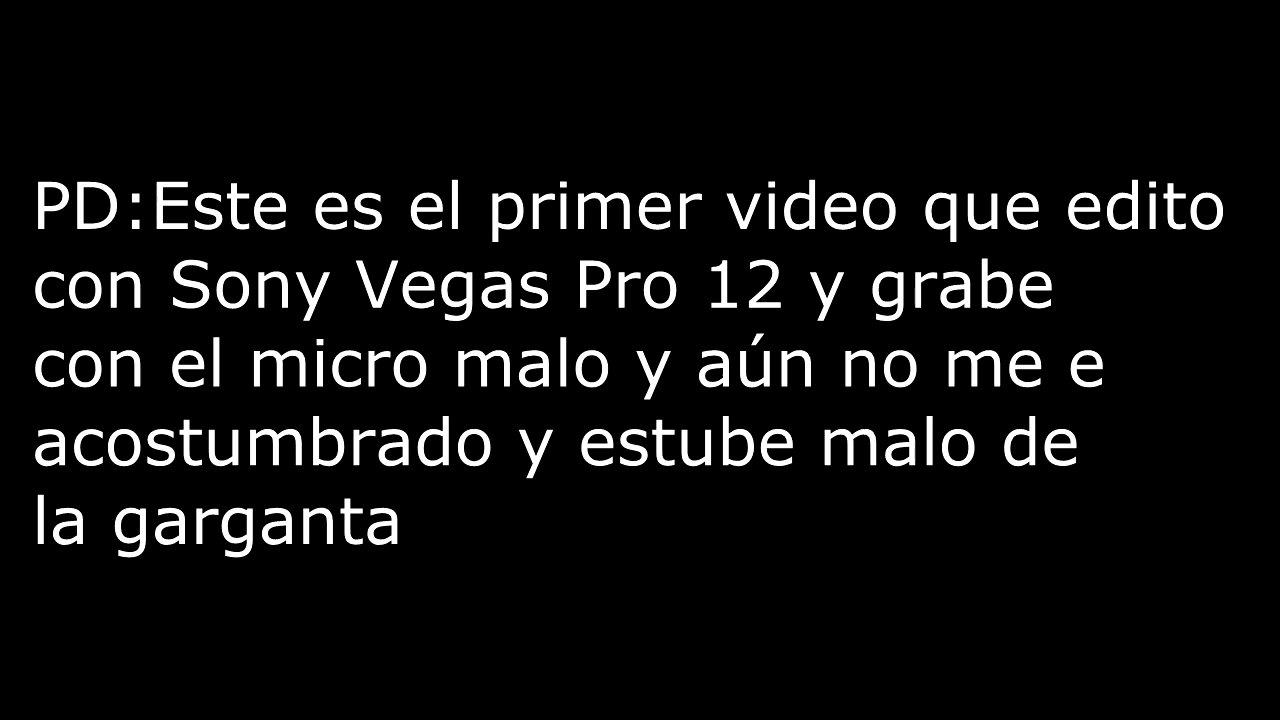 PD:Este es el primer video que edito
con Sony Vegas Pro 12 y grabe
con el micro malo y aún no me e
acostumbrado y estube malo de
la garganta